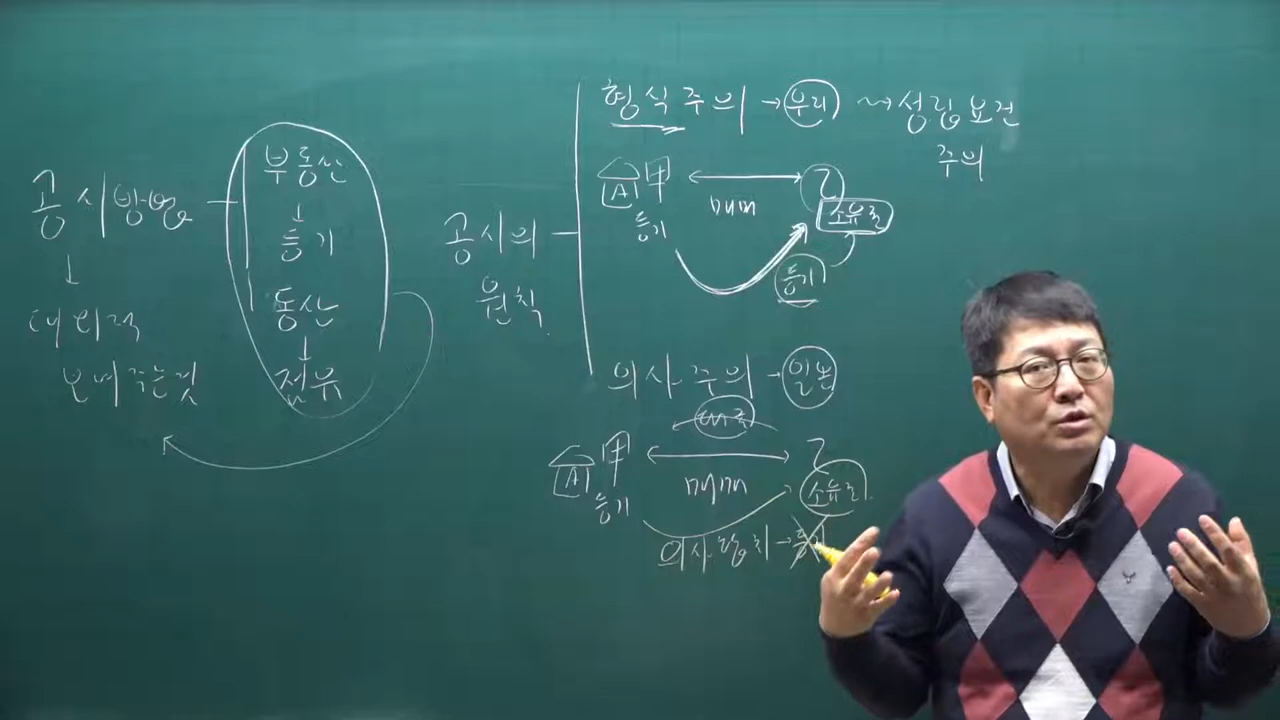 공시방법
↓
대외적
보여주는것
부동산
↓
등기
동산
↓
점유
공시의
원칙
형식주의 → 우리 ⇝ 성립요건
주의
A 甲 ↔ 乙
매매
소유권
등기
등기
의사주의 - 일본
대금
A 甲 ↔ 乙
매매
소유권
등기
의사합치 →